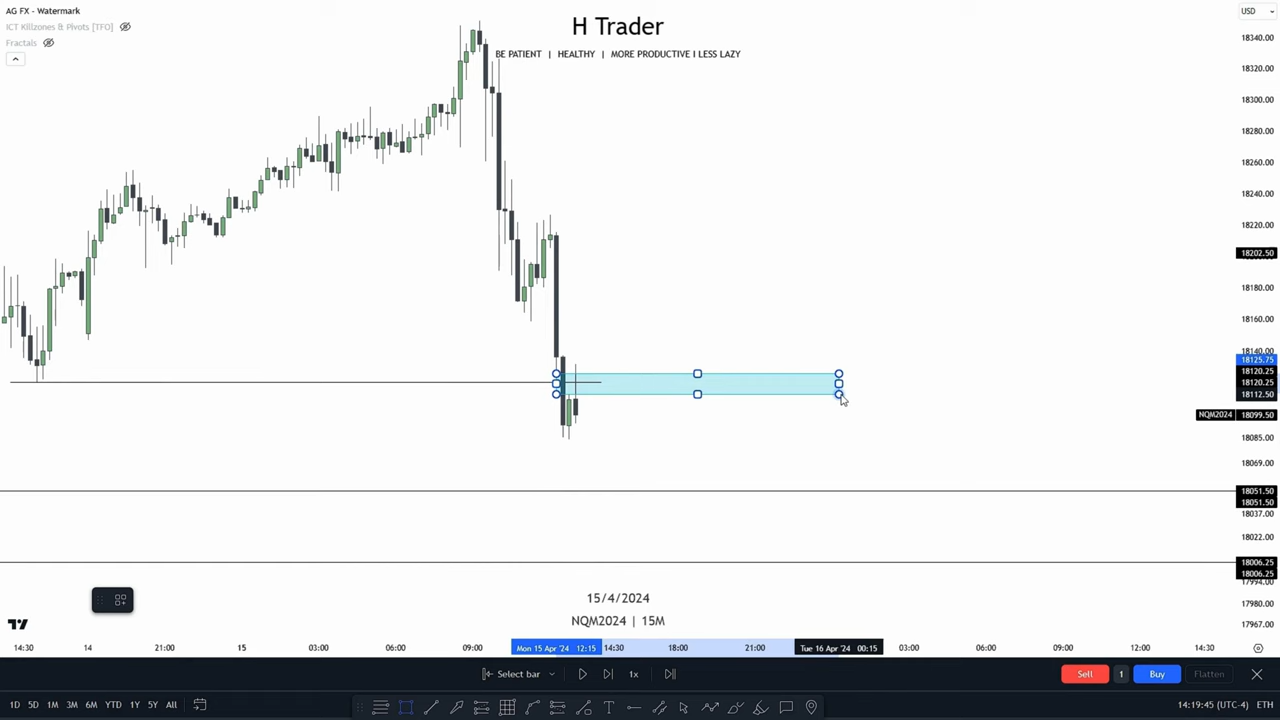 AG FX - Watermark
ICT Killzones & Pivots [TFO]
Fractals
H Trader
BE PATIENT | HEALTHY | MORE PRODUCTIVE I LESS LAZY
USD
18340.00
18320.00
18300.00
18280.00
18260.00
18240.00
18220.00
18202.50
18180.00
18160.00
18140.00
18125.75
18120.25
18120.25
18112.50
NQM2024 18099.50
18085.00
18069.00
18051.50
18051.50
18037.00
18022.00
18006.25
18006.25
17994.00
17980.00
17967.00
15/4/2024
NQM2024 | 15M
14:30 14 21:00 15 03:00 06:00 09:00 Mon 15 Apr '24 12:15 14:30 18:00 21:00 Tue 16 Apr '24 00:15 03:00 06:00 09:00 12:00 14:30
Select bar 1x Sell 1 Buy Flatten
1D 5D 1M 3M 6M YTD 1Y 5Y All 14:19:45 (UTC-4) ETH